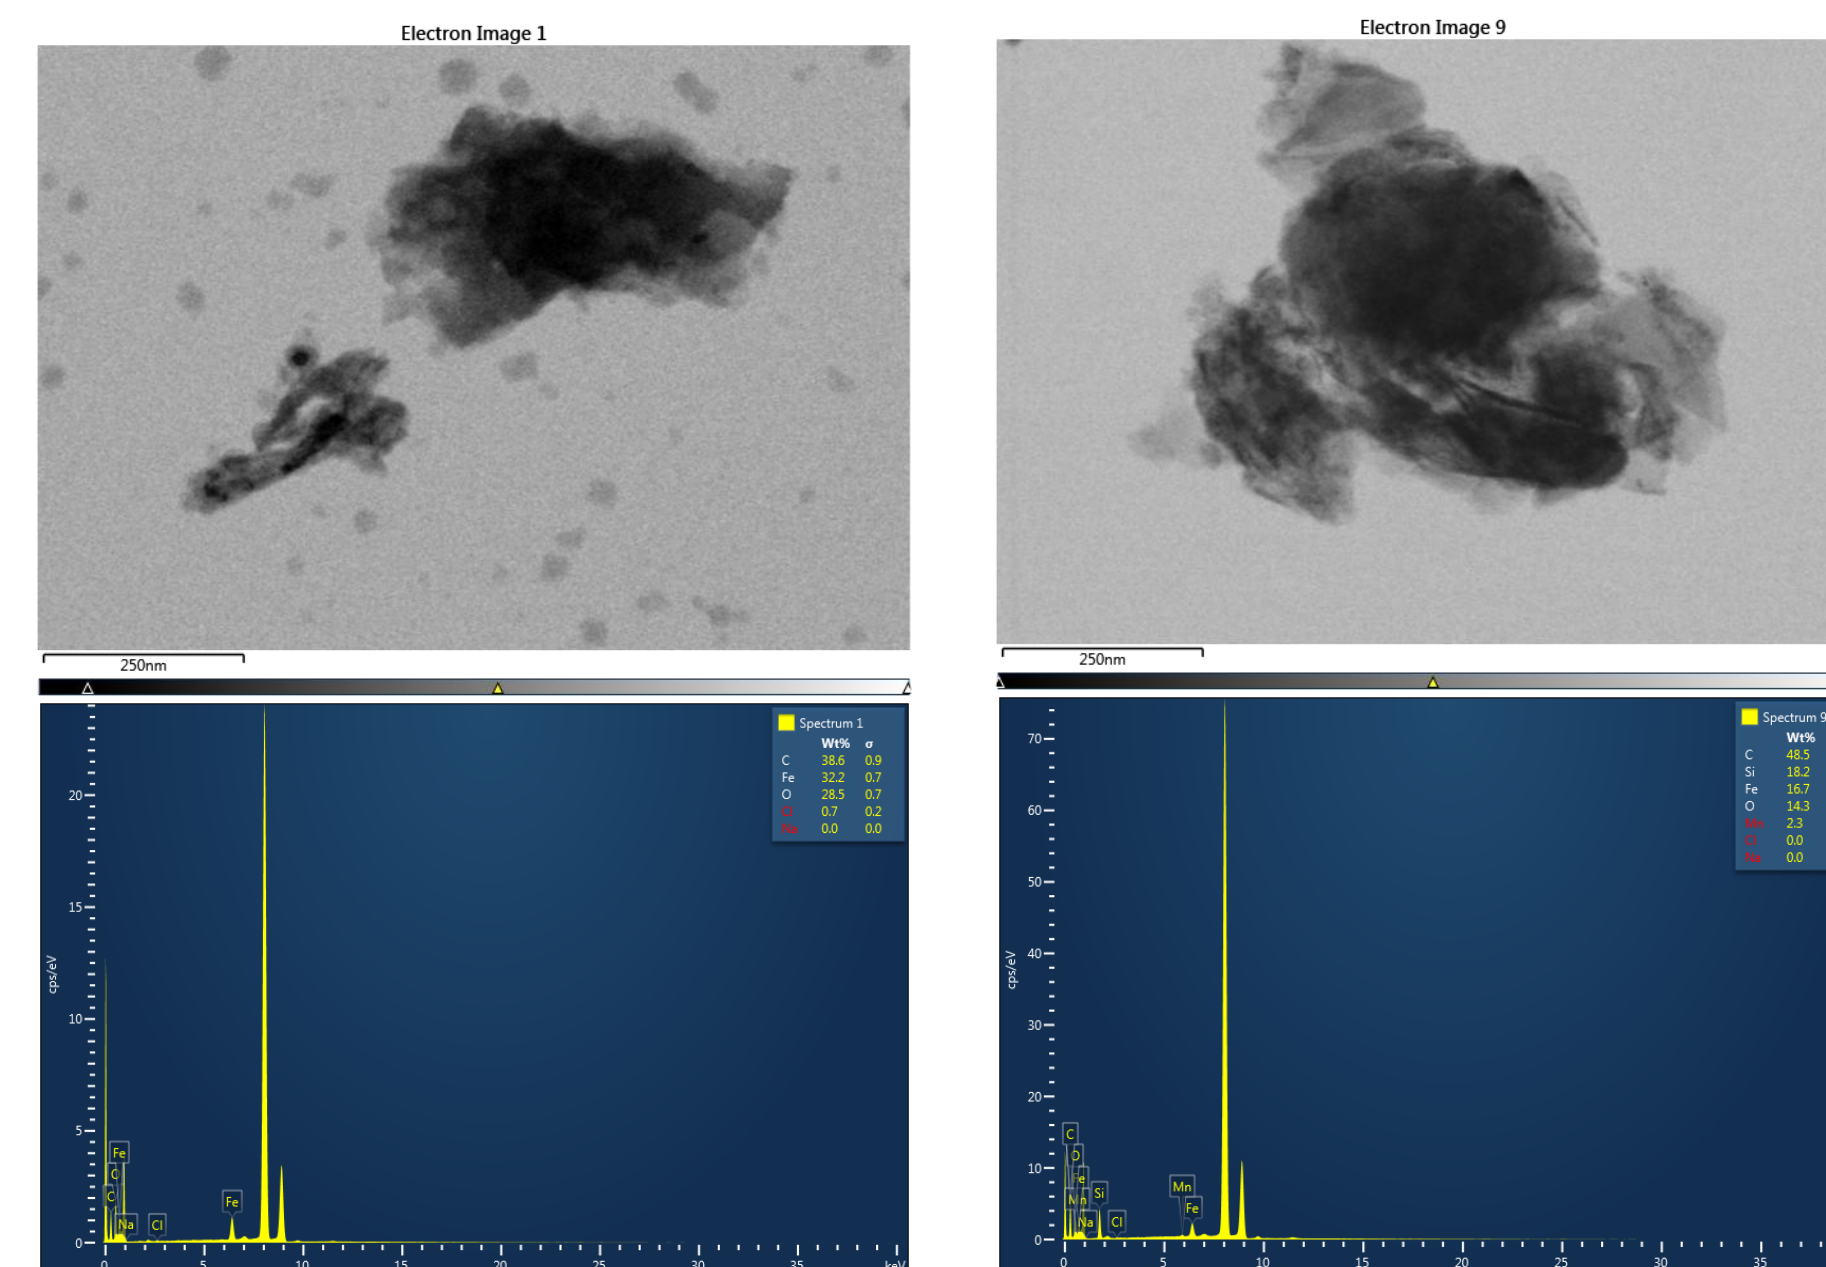 Electron Image 1
250nm
Spectrum 1
Wt% σ
C 38.6 0.9
Fe 32.2 0.7
O 28.5 0.7
Cl 0.7 0.2
Na 0.0 0.0
20
15
cps/eV
10
5
Fe
O
C
Fe
Na
Cl
0
0 5 10 15 20 25 30 35 keV
Electron Image 9
250nm
Spectrum 9
Wt%
C 48.5
Si 18.2
Fe 16.7
O 14.3
Mn 2.3
Cl 0.0
Na 0.0
70
60
50
40
cps/eV
30
20
C
O
10
Fe
Mn
Si
Mn
Fe
Na
Cl
0
0 5 10 15 20 25 30 35